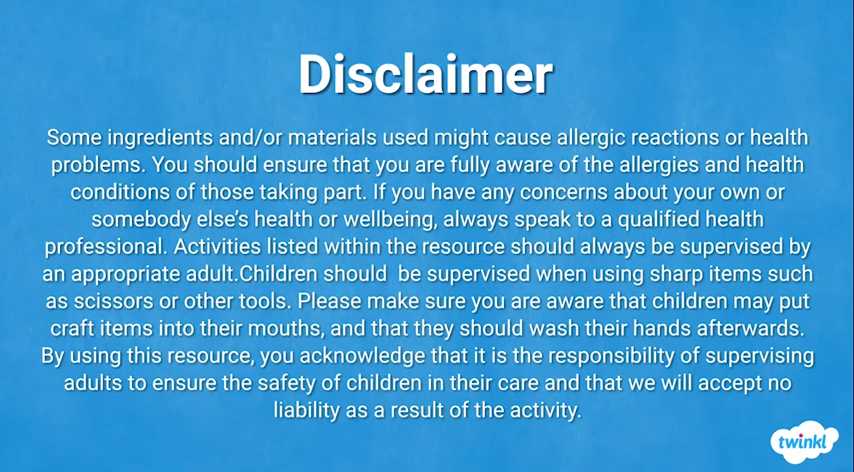 Disclaimer
Some ingredients and/or materials used might cause allergic reactions or health
problems. You should ensure that you are fully aware of the allergies and health
conditions of those taking part. If you have any concerns about your own or
somebody else's health or wellbeing, always speak to a qualified health
professional. Activities listed within the resource should always be supervised by
an appropriate adult.Children should  be supervised when using sharp items such
as scissors or other tools. Please make sure you are aware that children may put
craft items into their mouths, and that they should wash their hands afterwards.
By using this resource, you acknowledge that it is the responsibility of supervising
adults to ensure the safety of children in their care and that we will accept no
liability as a result of the activity.
twinkl